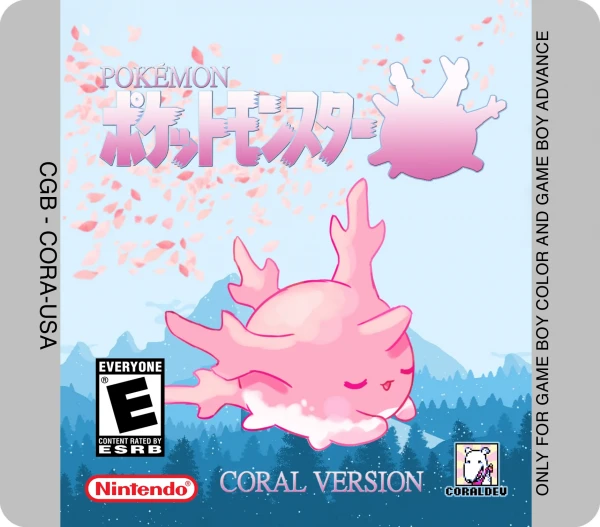 POKÉMON
ポケットモンスター
CGB - CORA-USA
ONLY FOR GAME BOY COLOR AND GAME BOY ADVANCE
EVERYONE
E
®
CONTENT RATED BY
ESRB
Nintendo
®
CORAL VERSION
CORALDEV